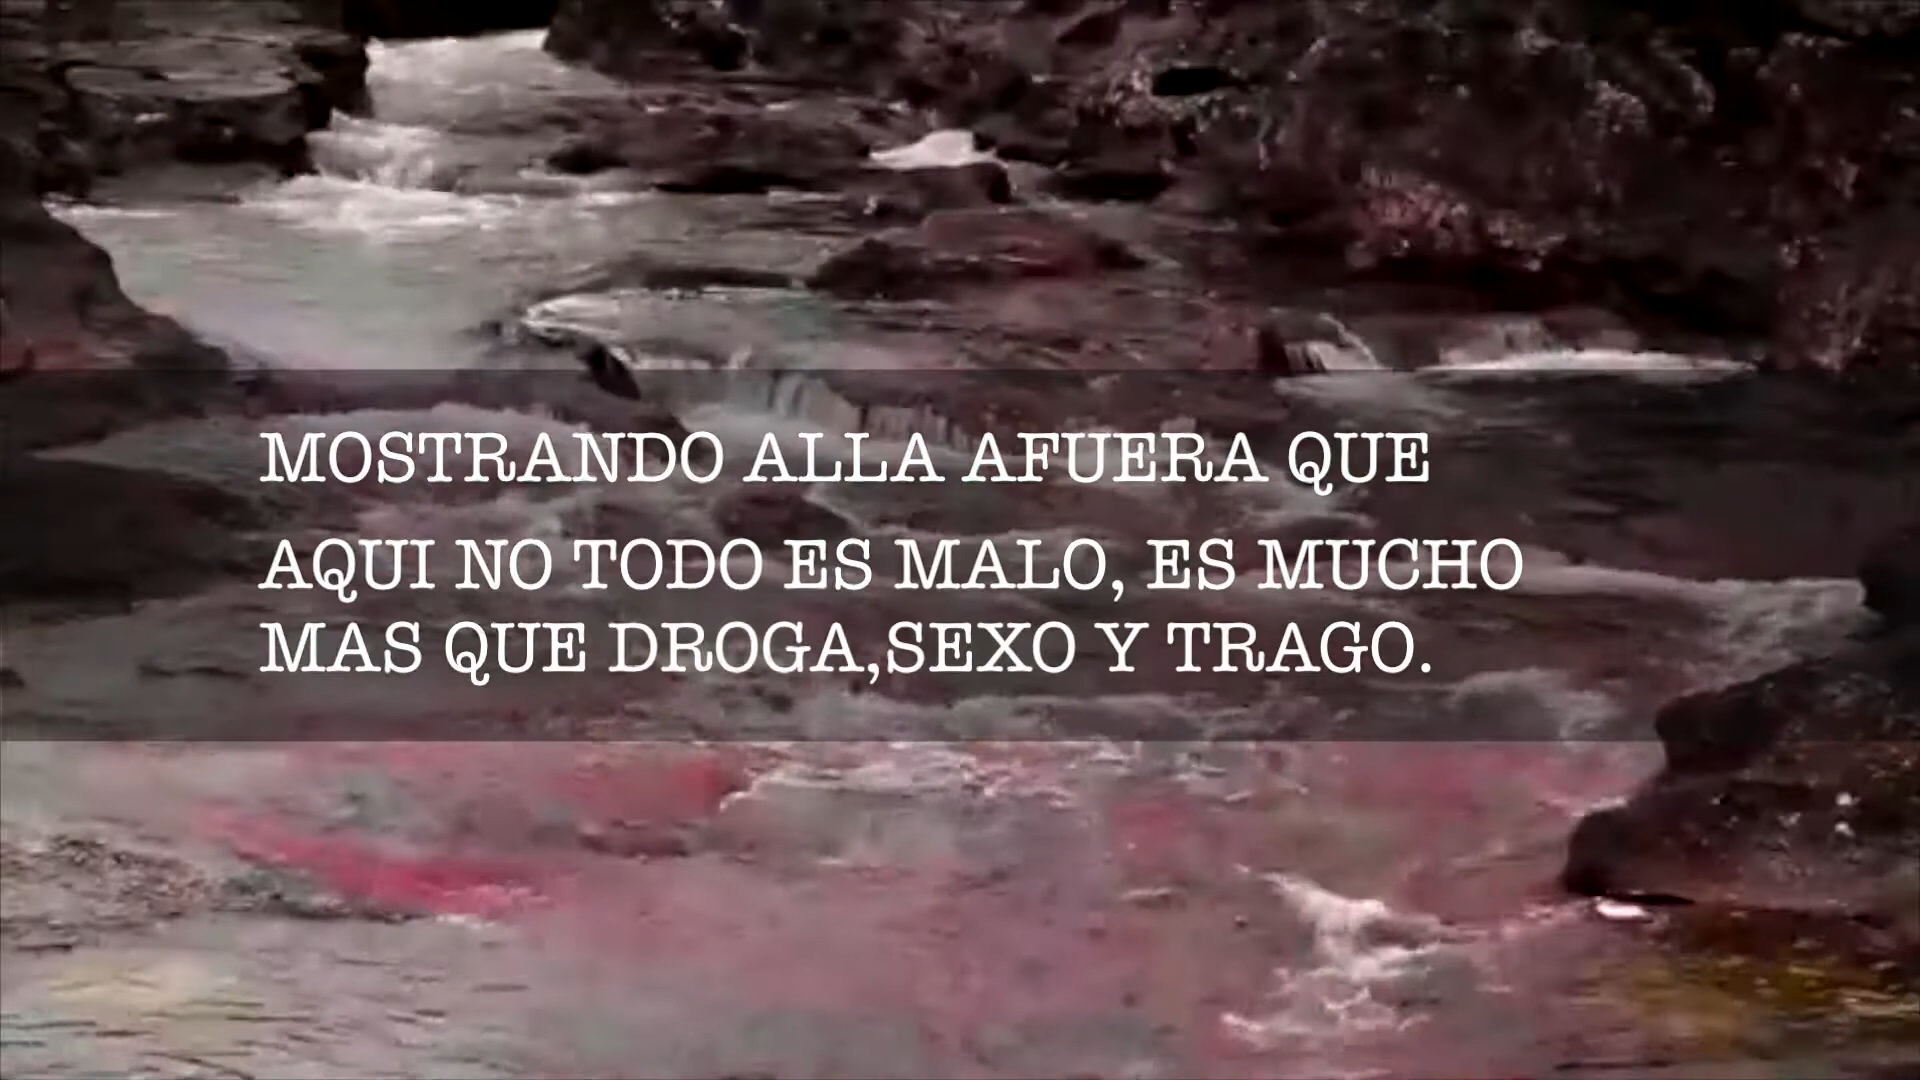 MOSTRANDO ALLA AFUERA QUE
AQUI NO TODO ES MALO, ES MUCHO
MAS QUE DROGA,SEXO Y TRAGO.